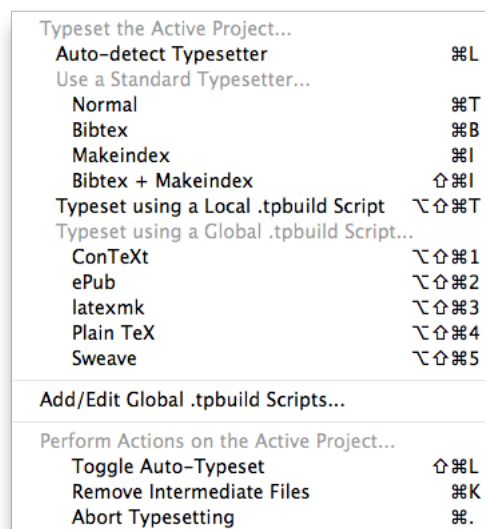 Typeset the Active Project...
Auto-detect Typesetter ⌘L
Use a Standard Typesetter...
Normal ⌘T
Bibtex ⌘B
Makeindex ⌘I
Bibtex + Makeindex ⇧⌘I
Typeset using a Local .tpbuild Script ⌥⇧⌘T
Typeset using a Global .tpbuild Script...
ConTeXt ⌥⇧⌘1
ePub ⌥⇧⌘2
latexmk ⌥⇧⌘3
Plain TeX ⌥⇧⌘4
Sweave ⌥⇧⌘5
Add/Edit Global .tpbuild Scripts...
Perform Actions on the Active Project...
Toggle Auto-Typeset ⇧⌘L
Remove Intermediate Files ⌘K
Abort Typesetting ⌘.